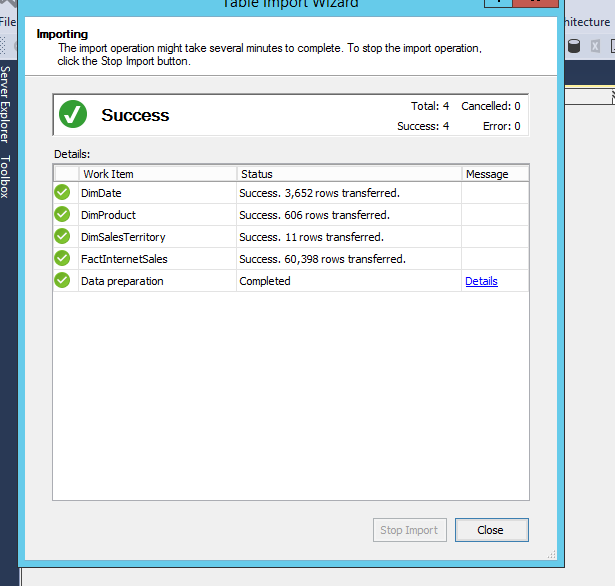 Table Import Wizard
File
hitecture
Server Explorer
Toolbox
Importing
The import operation might take several minutes to complete. To stop the import operation,
click the Stop Import button.
Success
Total: 4 Cancelled: 0
Success: 4 Error: 0
Details:
Work Item Status Message
DimDate Success. 3,652 rows transferred.
DimProduct Success. 606 rows transferred.
DimSalesTerritory Success. 11 rows transferred.
FactInternetSales Success. 60,398 rows transferred.
Data preparation Completed Details
Stop Import Close